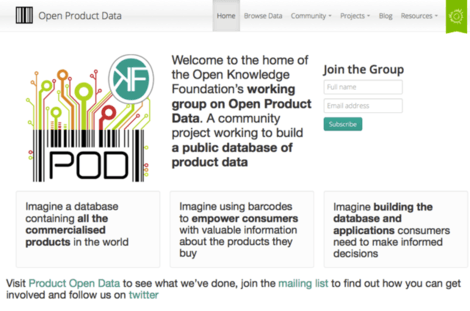 Open Product Data
Home Browse Data Community Projects Blog Resources
Welcome to the home of
the Open Knowledge
Foundation's working
group on Open Product
Data. A community
project working to build
a public database of
product data
Join the Group
Full name
Email address
Subscribe
KF
POD
Imagine a database
containing all the
commercialised
products in the world
Imagine using barcodes
to empower consumers
with valuable information
about the products they
buy
Imagine building the
database and
applications consumers
need to make informed
decisions
Visit Product Open Data to see what we've done, join the mailing list to find out how you can get
involved and follow us on twitter